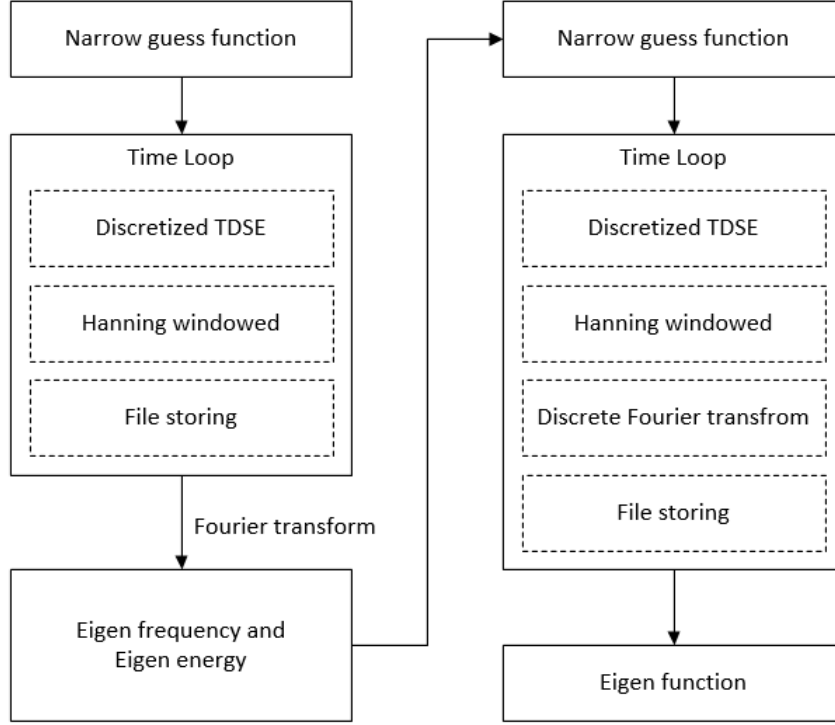 Narrow guess function
Time Loop
Discretized TDSE
Hanning windowed
File storing
Fourier transform
Eigen frequency and
Eigen energy
Narrow guess function
Time Loop
Discretized TDSE
Hanning windowed
Discrete Fourier transfrom
File storing
Eigen function